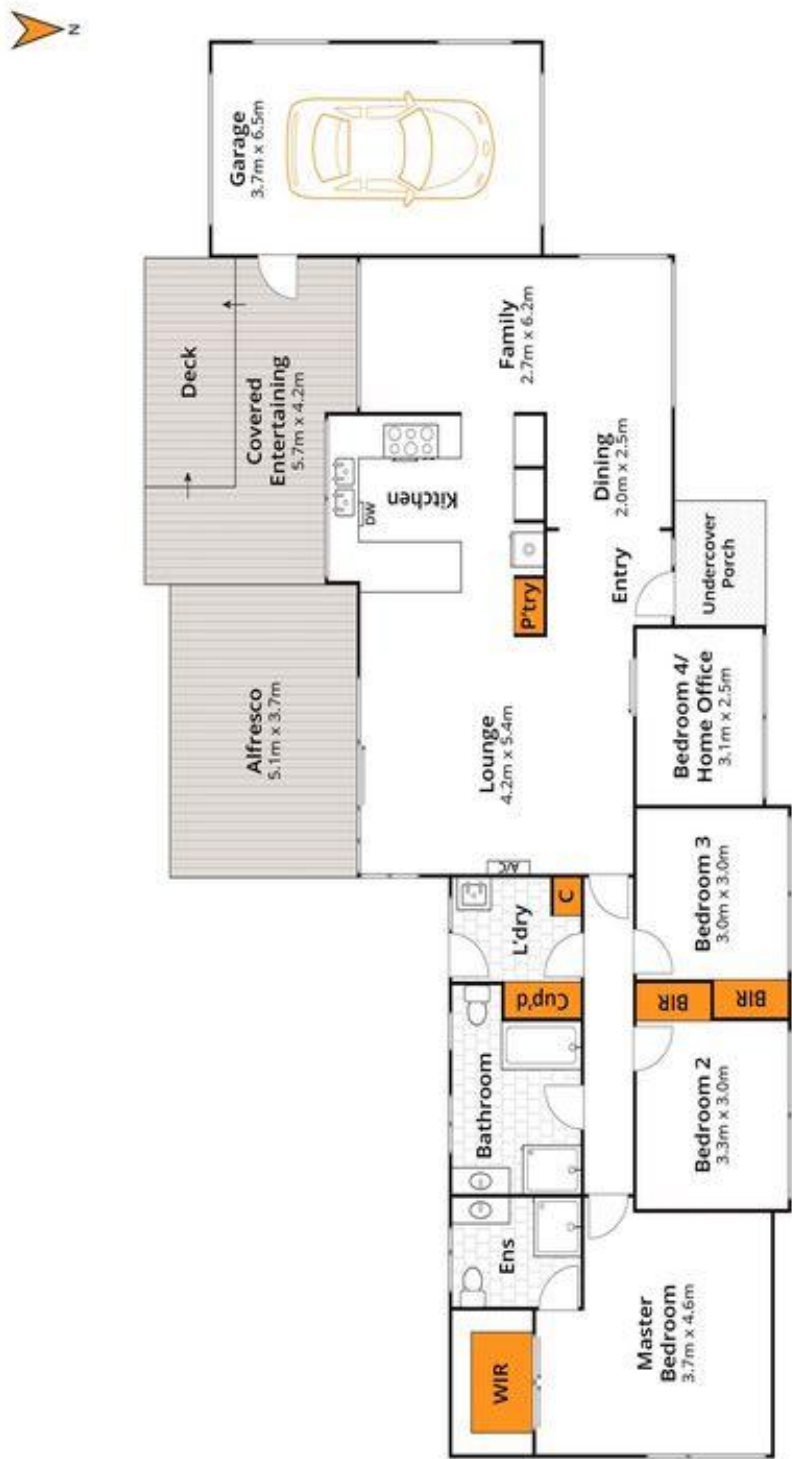 N
Garage
3.7m x 6.5m
Deck
Covered
Entertaining
5.7m x 4.2m
Family
2.7m x 6.2m
Alfresco
5.1m x 3.7m
DW
Kitchen
Dining
2.0m x 2.5m
P'try
Entry
Undercover
Porch
Lounge
4.2m x 5.4m
A/C
Bedroom 4/
Home Office
3.1m x 2.5m
L'dry
C
Cup'd
Bedroom 3
3.0m x 3.0m
BIR
BIR
Bathroom
Bedroom 2
3.3m x 3.0m
Ens
WIR
Master
Bedroom
3.7m x 4.6m